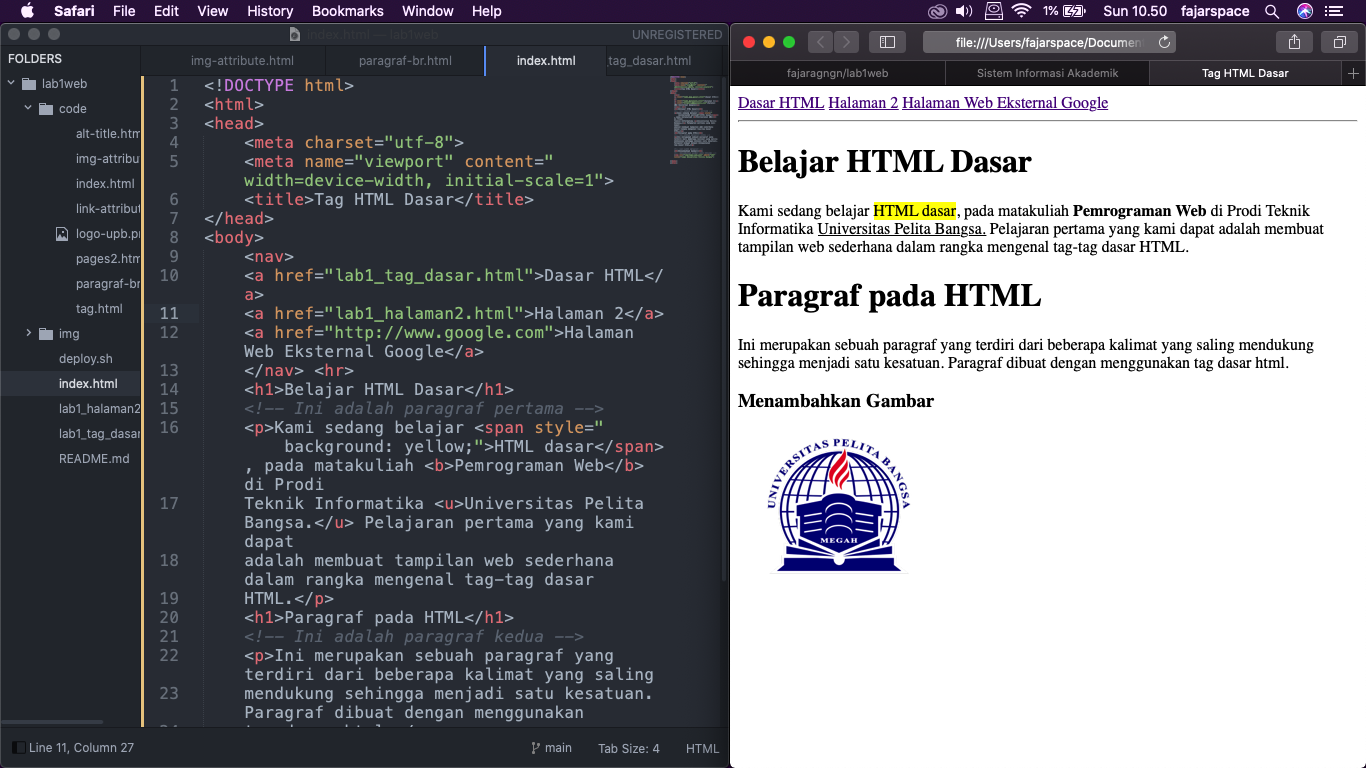 Safari File Edit View History Bookmarks Window Help 1% Sun 10.50 fajarspace
index.html — lab1web UNREGISTERED
FOLDERS
lab1web
code
alt-title.htm
img-attribu
index.html
link-attribut
logo-upb.pn
pages2.htm
paragraf-br
tag.html
img
deploy.sh
index.html
lab1_halaman2
lab1_tag_dasar
README.md
img-attribute.html paragraf-br.html index.html _tag_dasar.html
1 <!DOCTYPE html>
2 <html>
3 <head>
4 <meta charset="utf-8">
5 <meta name="viewport" content="
width=device-width, initial-scale=1">
6 <title>Tag HTML Dasar</title>
7 </head>
8 <body>
9 <nav>
10 <a href="lab1_tag_dasar.html">Dasar HTML</
a>
11 <a href="lab1_halaman2.html">Halaman 2</a>
12 <a href="http://www.google.com">Halaman
Web Eksternal Google</a>
13 </nav> <hr>
14 <h1>Belajar HTML Dasar</h1>
15 <!-- Ini adalah paragraf pertama -->
16 <p>Kami sedang belajar <span style="
background: yellow;">HTML dasar</span>
, pada matakuliah <b>Pemrograman Web</b>
di Prodi
17 Teknik Informatika <u>Universitas Pelita
Bangsa.</u> Pelajaran pertama yang kami
dapat
18 adalah membuat tampilan web sederhana
dalam rangka mengenal tag-tag dasar
19 HTML.</p>
20 <h1>Paragraf pada HTML</h1>
21 <!-- Ini adalah paragraf kedua -->
22 <p>Ini merupakan sebuah paragraf yang
terdiri dari beberapa kalimat yang saling
23 mendukung sehingga menjadi satu kesatuan.
Paragraf dibuat dengan menggunakan
Line 11, Column 27 main Tab Size: 4 HTML
file:///Users/fajarspace/Documen
fajaragngn/lab1web Sistem Informasi Akademik Tag HTML Dasar
Dasar HTML Halaman 2 Halaman Web Eksternal Google
Belajar HTML Dasar
Kami sedang belajar HTML dasar, pada matakuliah Pemrograman Web di Prodi Teknik
Informatika Universitas Pelita Bangsa. Pelajaran pertama yang kami dapat adalah membuat
tampilan web sederhana dalam rangka mengenal tag-tag dasar HTML.
Paragraf pada HTML
Ini merupakan sebuah paragraf yang terdiri dari beberapa kalimat yang saling mendukung
sehingga menjadi satu kesatuan. Paragraf dibuat dengan menggunakan tag dasar html.
Menambahkan Gambar
UNIVERSITAS PELITA BANGSA
MEGAH